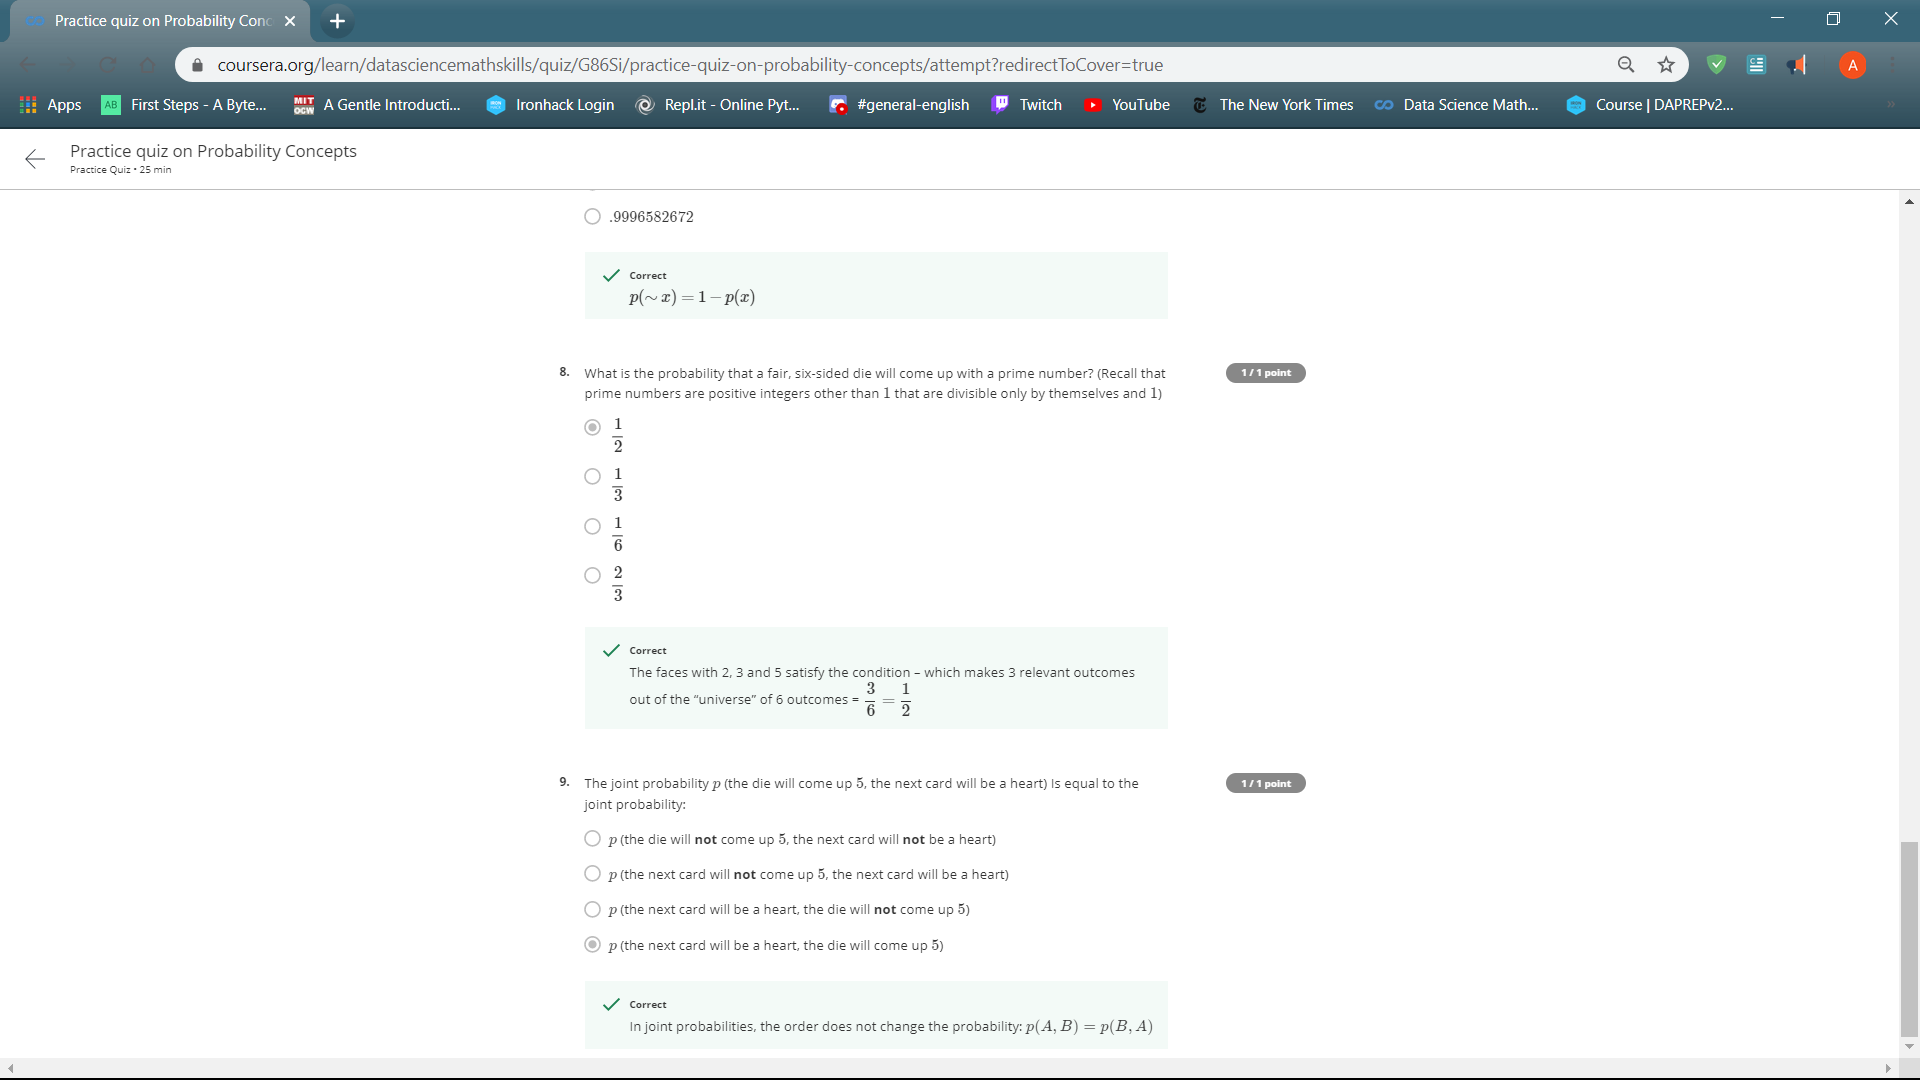 Practice quiz on Probability Conc
coursera.org/learn/datasciencemathskills/quiz/G86Si/practice-quiz-on-probability-concepts/attempt?redirectToCover=true
A
Apps
AB First Steps - A Byte...
MIT OCW A Gentle Introducti...
Ironhack Login
Repl.it - Online Pyt...
#general-english
Twitch
YouTube
The New York Times
Data Science Math...
Course | DAPREPv2...
Practice quiz on Probability Concepts
Practice Quiz • 25 min
.9996582672
Correct
p(∼ x) = 1 − p(x)
8. What is the probability that a fair, six-sided die will come up with a prime number? (Recall that
prime numbers are positive integers other than 1 that are divisible only by themselves and 1)
1 / 1 point
1/2
1/3
1/6
2/3
Correct
The faces with 2, 3 and 5 satisfy the condition – which makes 3 relevant outcomes
out of the “universe” of 6 outcomes = 3/6 = 1/2
9. The joint probability p (the die will come up 5, the next card will be a heart) Is equal to the
joint probability:
1 / 1 point
p (the die will not come up 5, the next card will not be a heart)
p (the next card will not come up 5, the next card will be a heart)
p (the next card will be a heart, the die will not come up 5)
p (the next card will be a heart, the die will come up 5)
Correct
In joint probabilities, the order does not change the probability: p(A, B) = p(B, A)